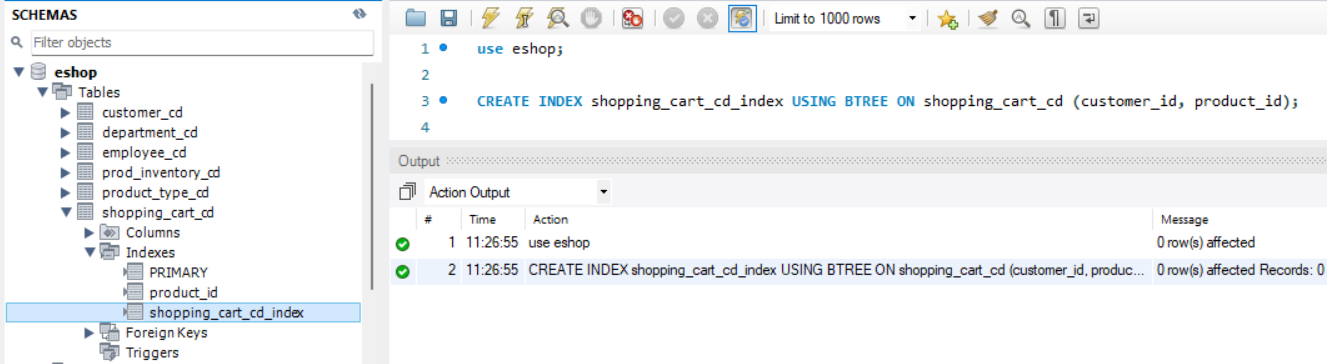 SCHEMAS
Filter objects
eshop
Tables
customer_cd
department_cd
employee_cd
prod_inventory_cd
product_type_cd
shopping_cart_cd
Columns
Indexes
PRIMARY
product_id
shopping_cart_cd_index
Foreign Keys
Triggers
Limit to 1000 rows
1 use eshop;
2
3 CREATE INDEX shopping_cart_cd_index USING BTREE ON shopping_cart_cd (customer_id, product_id);
4
Output
Action Output
# Time Action Message
1 11:26:55 use eshop 0 row(s) affected
2 11:26:55 CREATE INDEX shopping_cart_cd_index USING BTREE ON shopping_cart_cd (customer_id, produc... 0 row(s) affected Records: 0